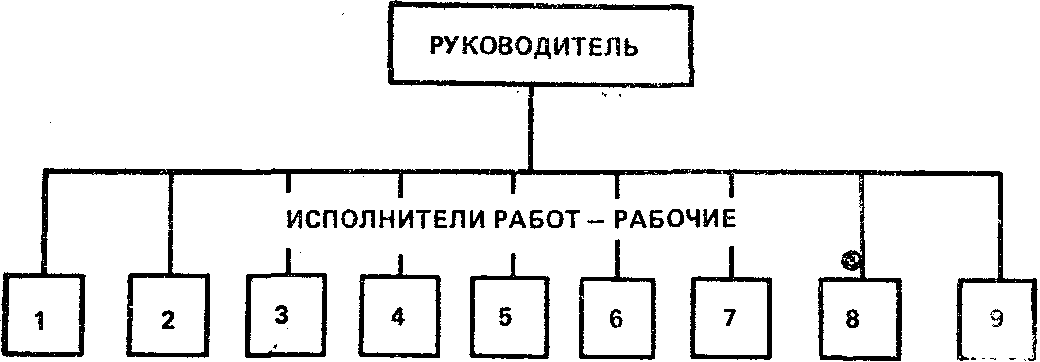 РУКОВОДИТЕЛЬ
ИСПОЛНИТЕЛИ РАБОТ – РАБОЧИЕ
1 2 3 4 5 6 7 8 9